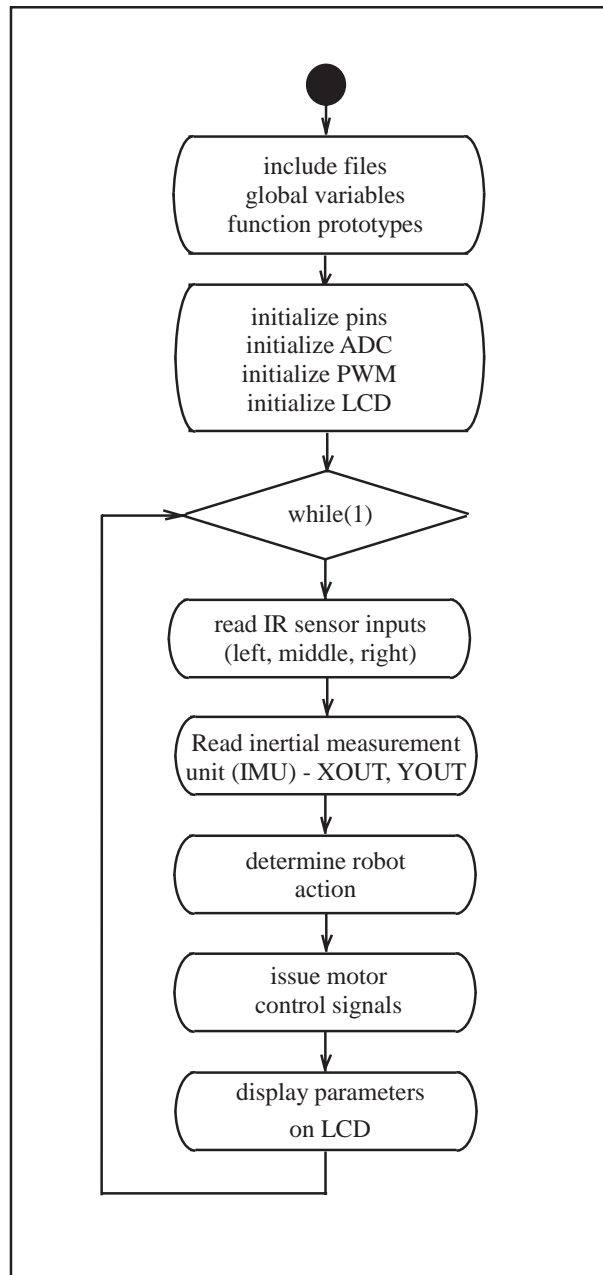 include files
global variables
function prototypes
initialize pins
initialize ADC
initialize PWM
initialize LCD
while(1)
read IR sensor inputs
(left, middle, right)
Read inertial measurement
unit (IMU) - XOUT, YOUT
determine robot
action
issue motor
control signals
display parameters
on LCD